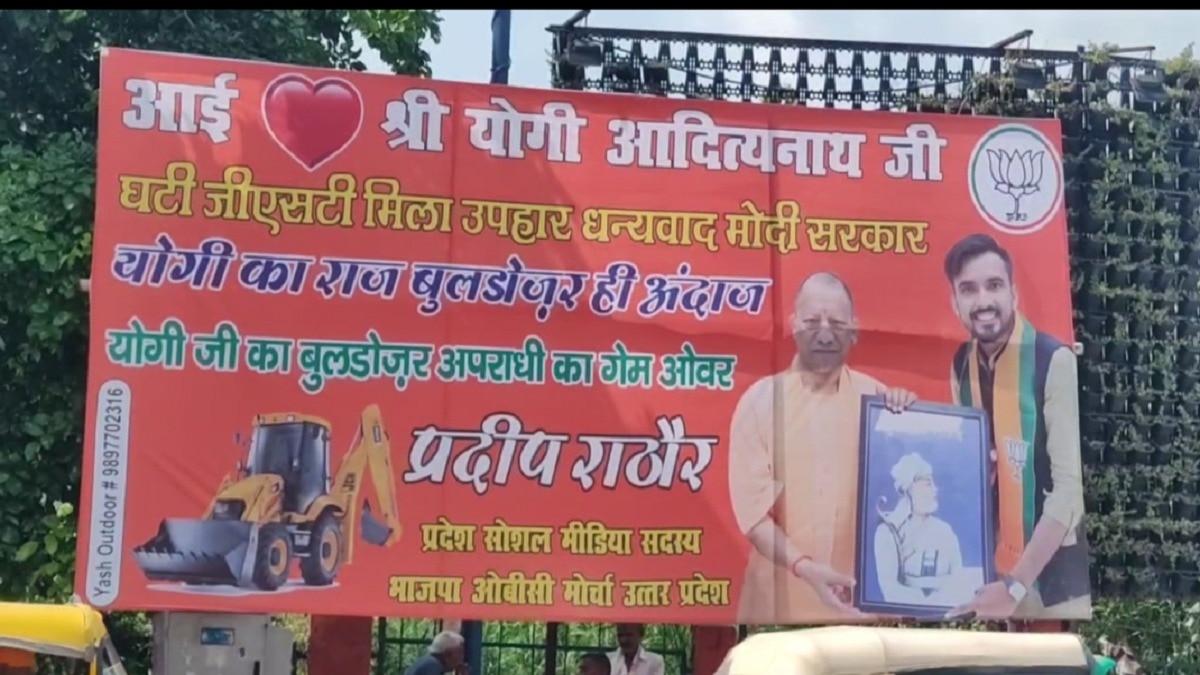 आई ❤ श्री योगी आदित्यनाथ जी
घटी जीएसटी मिला उपहार धन्यवाद मोदी सरकार
योगी का राज बुलडोज़र ही अंदाज
योगी जी का बुलडोज़र अपराधी का गेम ओवर
प्रदीप राठौर
प्रदेश सोशल मीडिया सदस्य
भाजपा ओबीसी मोर्चा उत्तर प्रदेश
Yash Outdoor # 9897702316